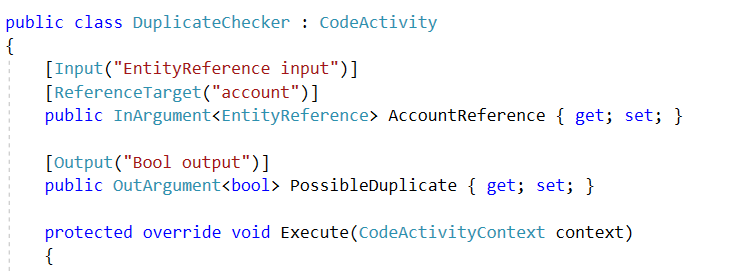 public class DuplicateChecker : CodeActivity
{
[Input("EntityReference input")]
[ReferenceTarget("account")]
public InArgument<EntityReference> AccountReference { get; set; }
[Output("Bool output")]
public OutArgument<bool> PossibleDuplicate { get; set; }
protected override void Execute(CodeActivityContext context)
{